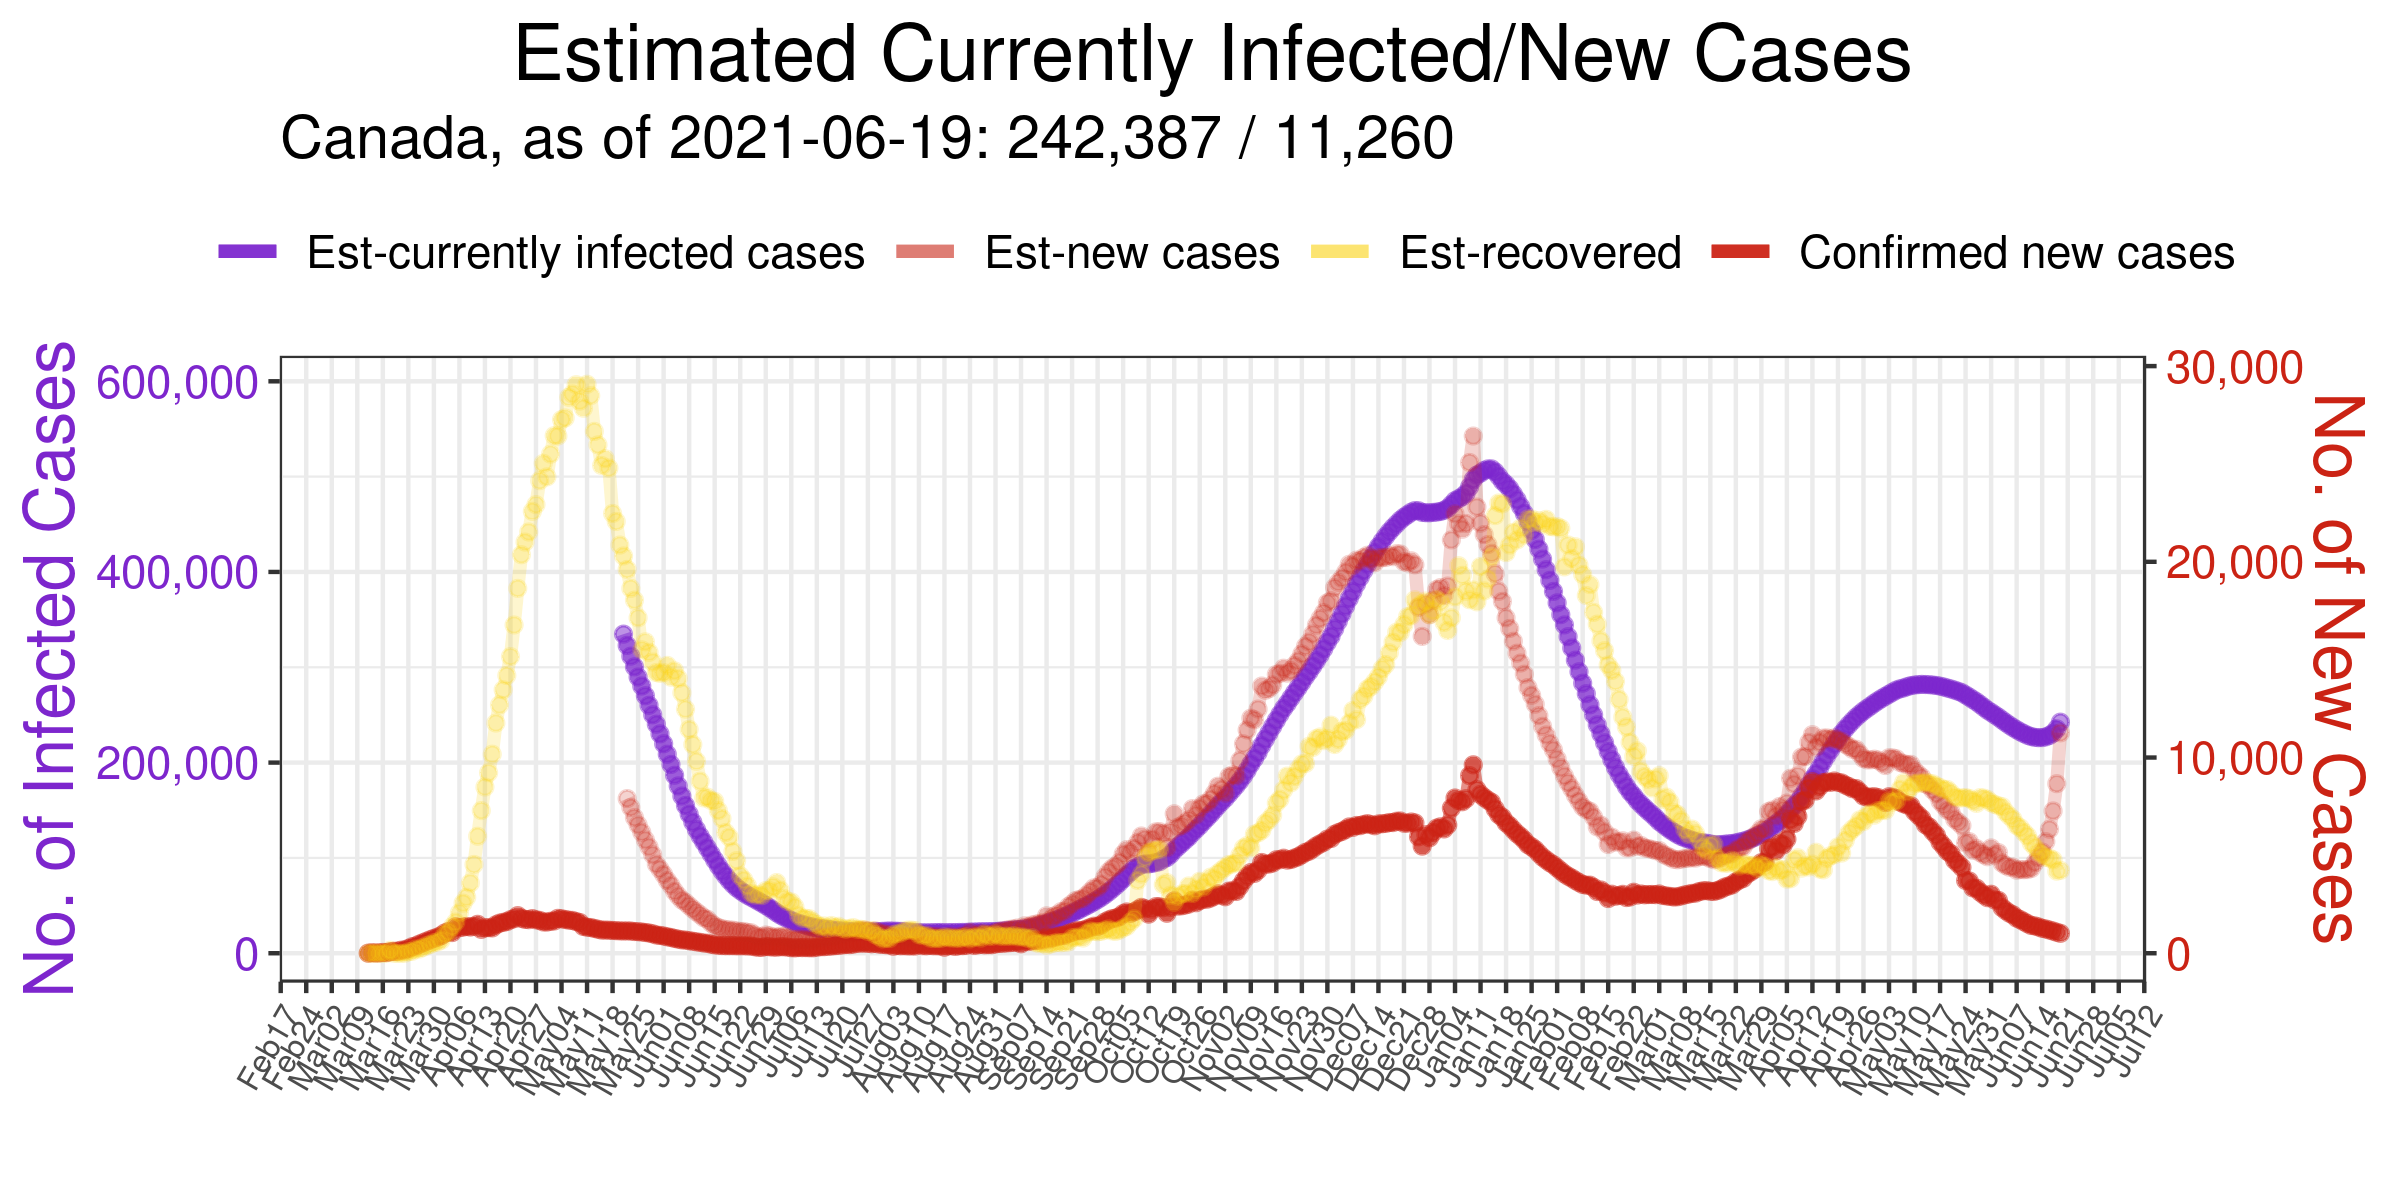 Estimated Currently Infected/New Cases
Canada, as of 2021-06-19: 242,387 / 11,260
Est-currently infected cases
Est-new cases
Est-recovered
Confirmed new cases
No. of Infected Cases
600,000
400,000
200,000
0
30,000
20,000
10,000
0
No. of New Cases
Feb17
Feb24
Mar02
Mar09
Mar16
Mar23
Mar30
Apr06
Apr13
Apr20
Apr27
May04
May11
May18
May25
Jun01
Jun08
Jun15
Jun22
Jun29
Jul06
Jul13
Jul20
Jul27
Aug03
Aug10
Aug17
Aug24
Aug31
Sep07
Sep14
Sep21
Sep28
Oct05
Oct12
Oct19
Oct26
Nov02
Nov09
Nov16
Nov23
Nov30
Dec07
Dec14
Dec21
Dec28
Jan04
Jan11
Jan18
Jan25
Feb01
Feb08
Feb15
Feb22
Mar01
Mar08
Mar15
Mar22
Mar29
Apr05
Apr12
Apr19
Apr26
May03
May10
May17
May24
May31
Jun07
Jun14
Jun21
Jun28
Jul05
Jul12